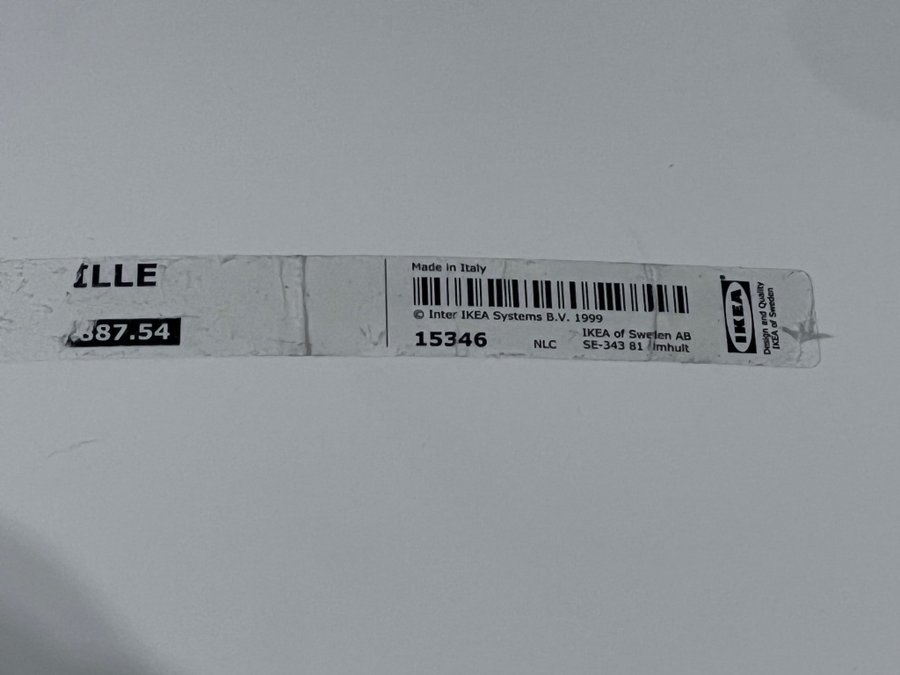 ILLE
.887.54
Made in Italy
© Inter IKEA Systems B.V. 1999
15346
NLC
IKEA of Sweden AB
SE-343 81 lmhult
IKEA
Design and Quality
IKEA of Sweden